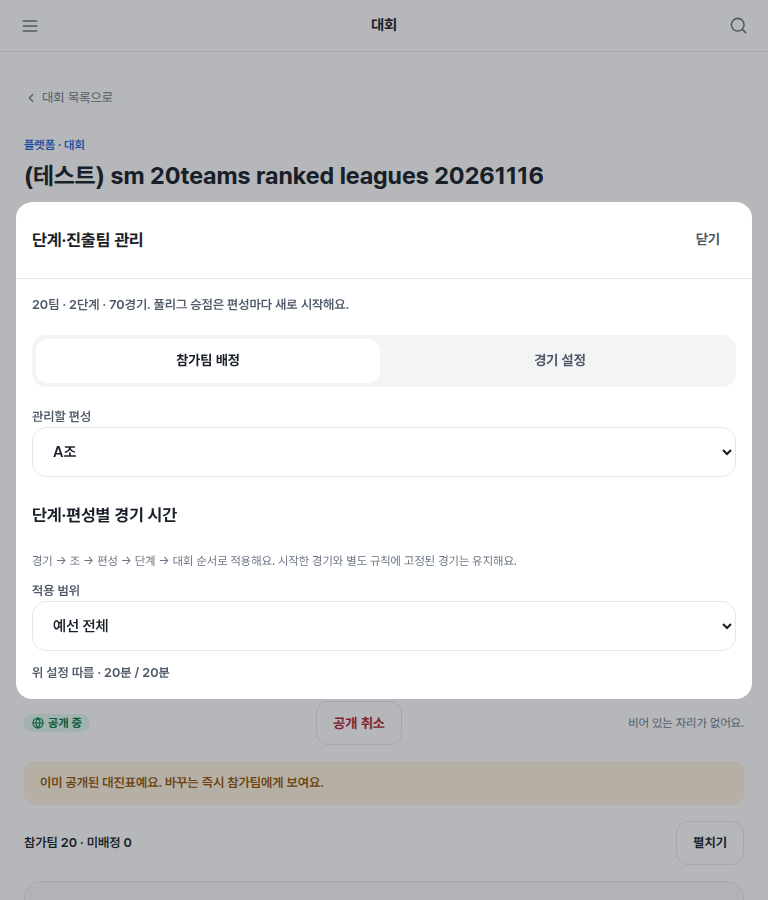 대회
대회 목록으로
플랫폼 · 대회
(테스트) sm 20teams ranked leagues 20261116
단계·진출팀 관리
닫기
20팀 · 2단계 · 70경기. 풀리그 승점은 편성마다 새로 시작해요.
참가팀 배정
경기 설정
관리할 편성
A조
단계·편성별 경기 시간
경기 → 조 → 편성 → 단계 → 대회 순서로 적용해요. 시작한 경기와 별도 규칙에 고정된 경기는 유지해요.
적용 범위
예선 전체
위 설정 따름 · 20분 / 20분
공개 중
공개 취소
비어 있는 자리가 없어요.
이미 공개된 대진표예요. 바꾸는 즉시 참가팀에게 보여요.
참가팀 20 · 미배정 0
펼치기